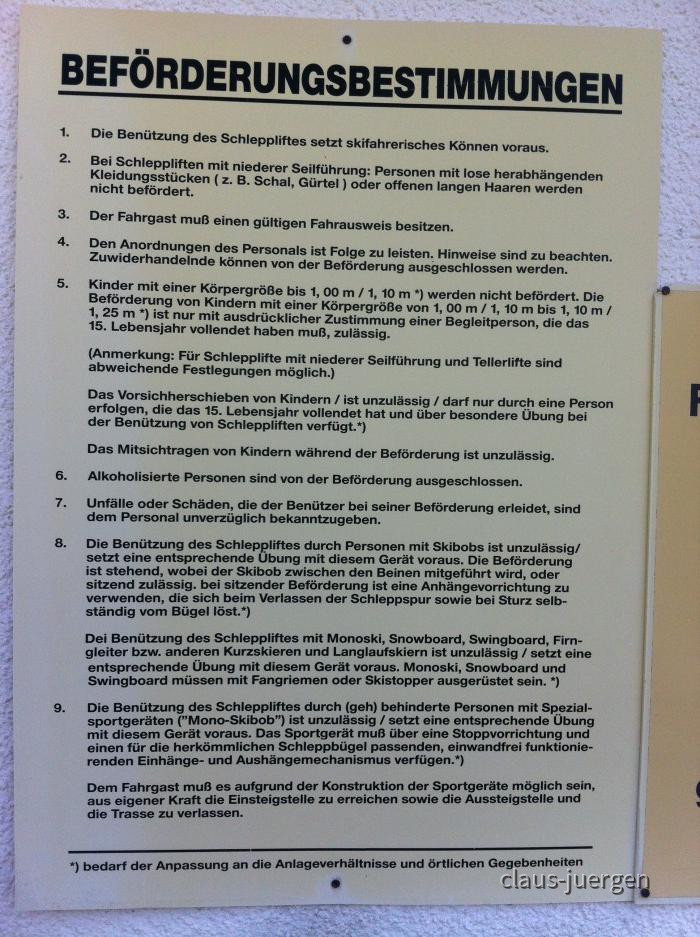 BEFÖRDERUNGSBESTIMMUNGEN
1. Die Benützung des Schleppliftes setzt skifahrerisches Können voraus.
2. Bei Schleppliften mit niederer Seilführung: Personen mit lose herabhängenden
Kleidungsstücken ( z. B. Schal, Gürtel ) oder offenen langen Haaren werden
nicht befördert.
3. Der Fahrgast muß einen gültigen Fahrausweis besitzen.
4. Den Anordnungen des Personals ist Folge zu leisten. Hinweise sind zu beachten.
Zuwiderhandelnde können von der Beförderung ausgeschlossen werden.
5. Kinder mit einer Körpergröße bis 1, 00 m / 1, 10 m *) werden nicht befördert. Die
Beförderung von Kindern mit einer Körpergröße von 1, 00 m / 1, 10 m bis 1, 10 m /
1, 25 m *) ist nur mit ausdrücklicher Zustimmung einer Begleitperson, die das
15. Lebensjahr vollendet haben muß, zulässig.
(Anmerkung: Für Schlepplifte mit niederer Seilführung und Tellerlifte sind
abweichende Festlegungen möglich.)
Das Vorsichherschieben von Kindern / ist unzulässig / darf nur durch eine Person
erfolgen, die das 15. Lebensjahr vollendet hat und über besondere Übung bei
der Benützung von Schleppliften verfügt.*)
Das Mitsichtragen von Kindern während der Beförderung ist unzulässig.
6. Alkoholisierte Personen sind von der Beförderung ausgeschlossen.
7. Unfälle oder Schäden, die der Benützer bei seiner Beförderung erleidet, sind
dem Personal unverzüglich bekanntzugeben.
8. Die Benützung des Schleppliftes durch Personen mit Skibobs ist unzulässig/
setzt eine entsprechende Übung mit diesem Gerät voraus. Die Beförderung
ist stehend, wobei der Skibob zwischen den Beinen mitgeführt wird, oder
sitzend zulässig. bei sitzender Beförderung ist eine Anhängevorrichtung zu
verwenden, die sich beim Verlassen der Schleppspur sowie bei Sturz selb-
ständig vom Bügel löst.*)
Dei Benützung des Schleppliftes mit Monoski, Snowboard, Swingboard, Firn-
gleiter bzw. anderen Kurzskieren und Langlaufskiern ist unzulässig / setzt eine
entsprechende Übung mit diesem Gerät voraus. Monoski, Snowboard und
Swingboard müssen mit Fangriemen oder Skistopper ausgerüstet sein. *)
9. Die Benützung des Schleppliftes durch (geh) behinderte Personen mit Spezial-
sportgeräten ("Mono-Skibob") ist unzulässig / setzt eine entsprechende Übung
mit diesem Gerät voraus. Das Sportgerät muß über eine Stoppvorrichtung und
einen für die herkömmlichen Schleppbügel passenden, einwandfrei funktionie-
renden Einhänge- und Aushängemechanismus verfügen.*)
Dem Fahrgast muß es aufgrund der Konstruktion der Sportgeräte möglich sein,
aus eigener Kraft die Einsteigstelle zu erreichen sowie die Aussteigstelle und
die Trasse zu verlassen.
*) bedarf der Anpassung an die Anlageverhältnisse und örtlichen Gegebenheiten
claus-juergen